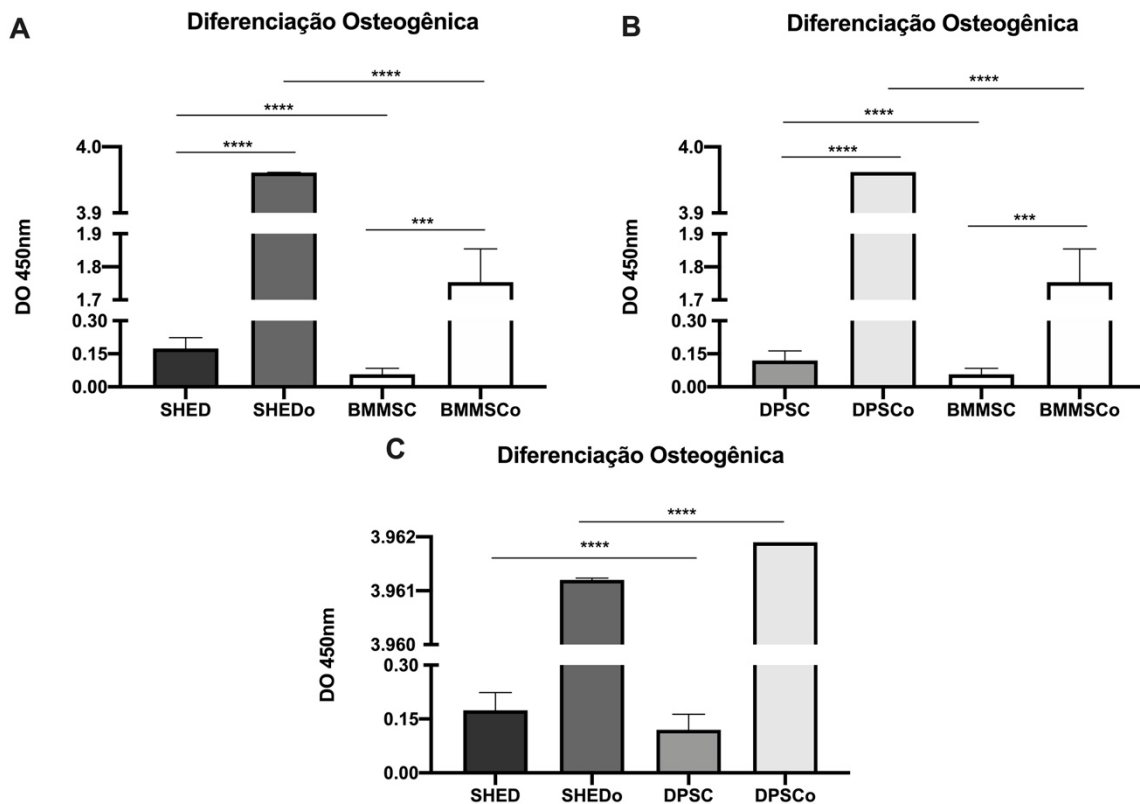 A
Diferenciação Osteogênica
****
****
****
***
4.0
3.9
1.9
1.8
1.7
0.30
0.15
0.00
DO 450nm
SHED SHEDo BMMSC BMMSCo
B
Diferenciação Osteogênica
****
****
****
***
4.0
3.9
1.9
1.8
1.7
0.30
0.15
0.00
DO 450nm
DPSC DPSCo BMMSC BMMSCo
C
Diferenciação Osteogênica
****
****
3.962
3.961
3.960
0.30
0.15
0.00
DO 450nm
SHED SHEDo DPSC DPSCo